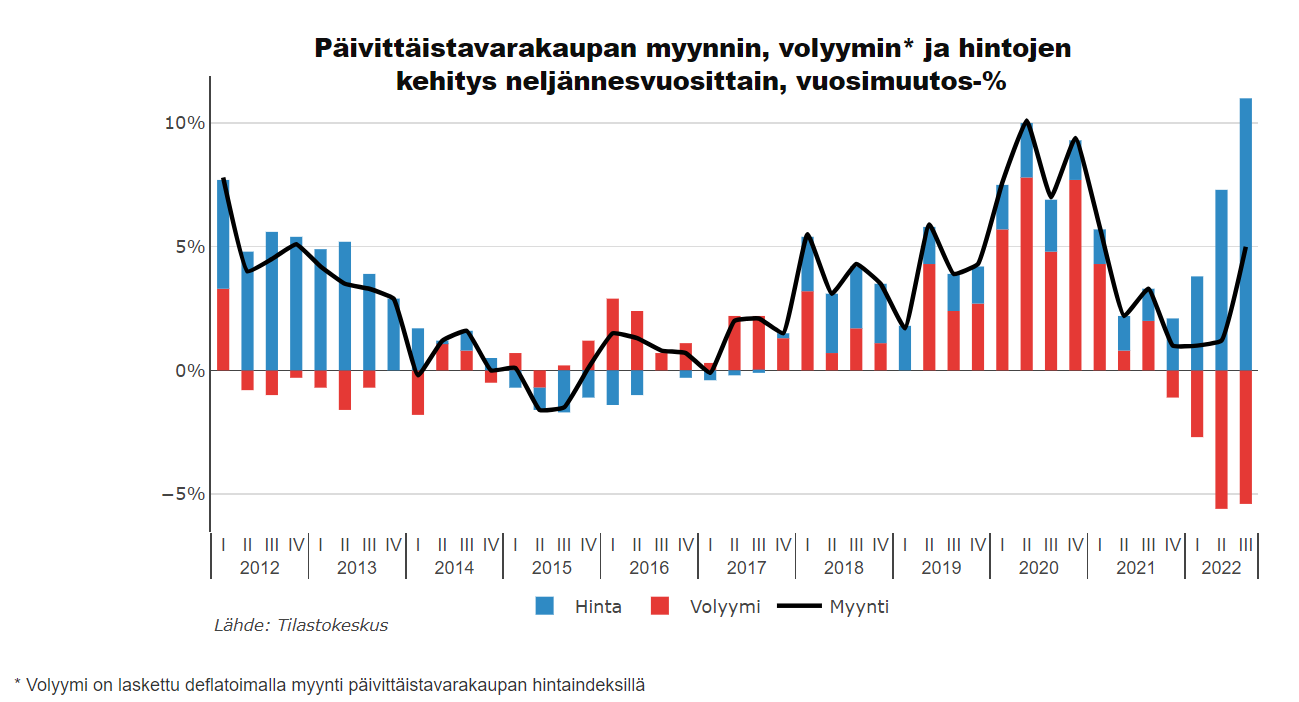 Päivittäistavarakaupan myynnin, volyymin* ja hintojen
kehitys neljännesvuosittain, vuosimuutos-%
10%
5%
0%
−5%
I II III IV I II III IV I II III IV I II III IV I II III IV I II III IV I II III IV I II III IV I II III IV I II III IV I II III
2012 2013 2014 2015 2016 2017 2018 2019 2020 2021 2022
Hinta Volyymi Myynti
Lähde: Tilastokeskus
* Volyymi on laskettu deflatoimalla myynti päivittäistavarakaupan hintaindeksillä